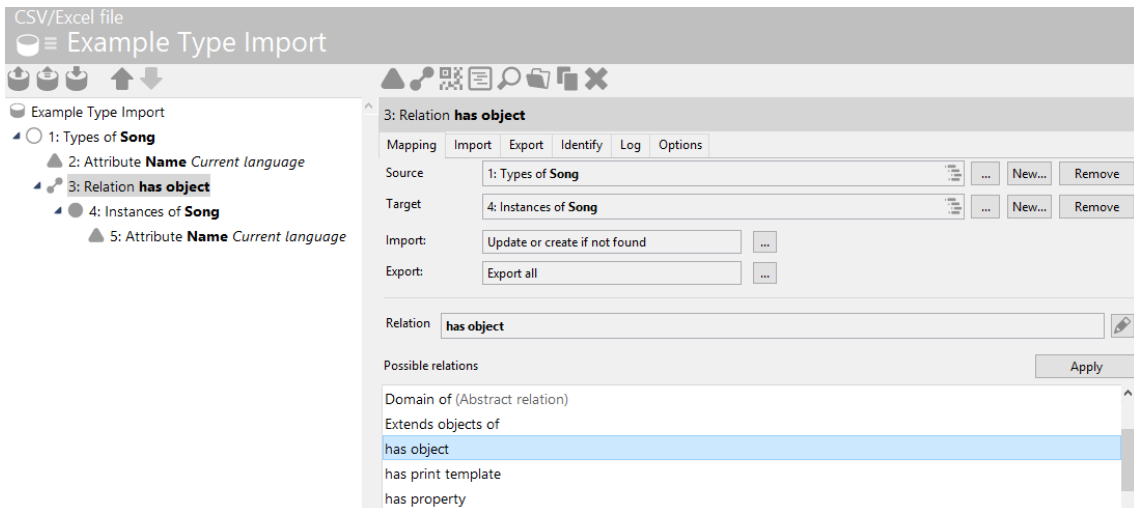 CSV/Excel file
Example Type Import
Example Type Import
1: Types of Song
2: Attribute Name Current language
3: Relation has object
4: Instances of Song
5: Attribute Name Current language
3: Relation has object
Mapping Import Export Identify Log Options
Source 1: Types of Song ... New... Remove
Target 4: Instances of Song ... New... Remove
Import: Update or create if not found ...
Export: Export all ...
Relation has object
Possible relations Apply
Domain of (Abstract relation)
Extends objects of
has object
has print template
has property